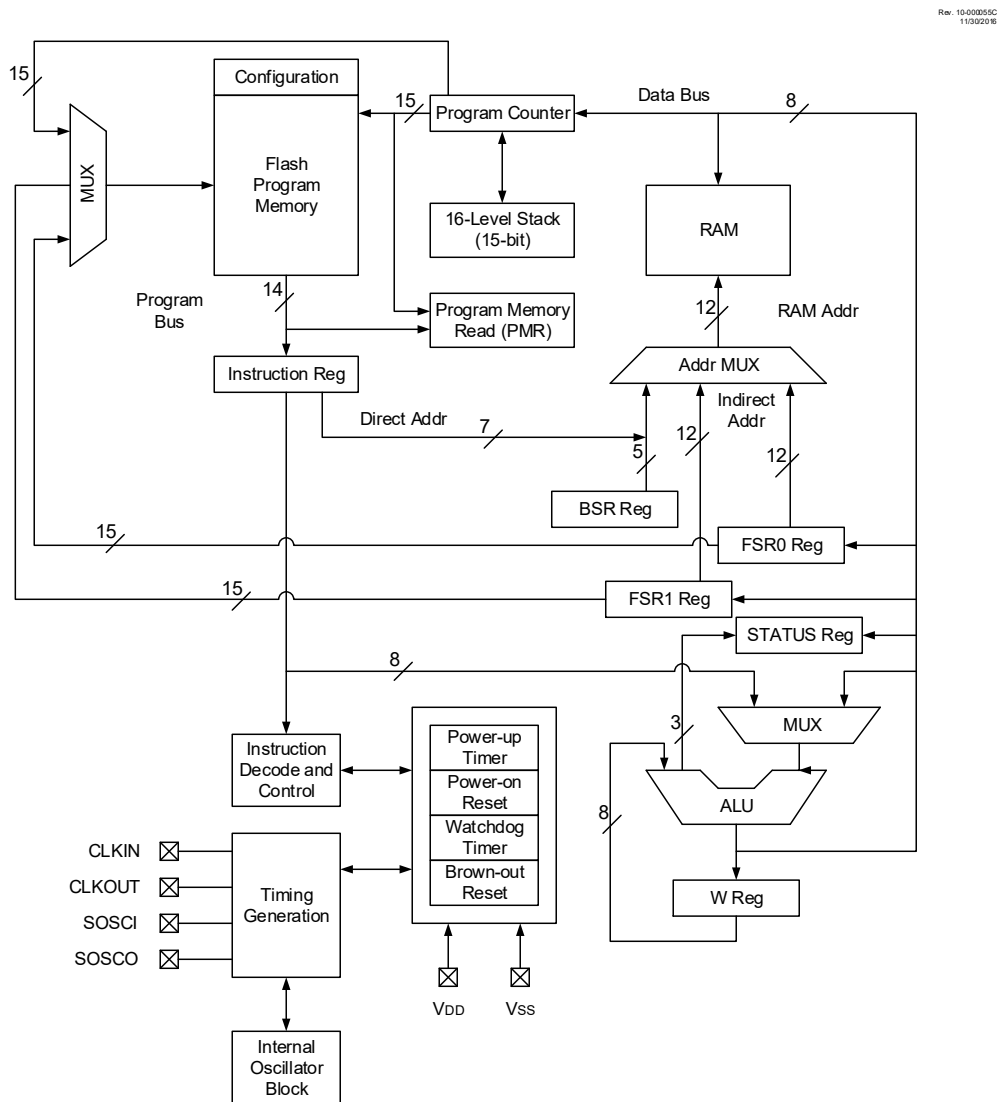 Rev. 10-000055C
11/30/2016
15
Configuration
15
Program Counter
Data Bus
8
MUX
Flash
Program
Memory
16-Level Stack
(15-bit)
RAM
Program
Bus
14
Program Memory
Read (PMR)
12
RAM Addr
Instruction Reg
Addr MUX
Direct Addr
7
Indirect
Addr
5
12
12
BSR Reg
15
FSR0 Reg
15
FSR1 Reg
STATUS Reg
8
3
MUX
Instruction
Decode and
Control
Power-up
Timer
Power-on
Reset
Watchdog
Timer
Brown-out
Reset
8
ALU
W Reg
CLKIN
CLKOUT
SOSCI
SOSCO
Timing
Generation
VDD
VSS
Internal
Oscillator
Block